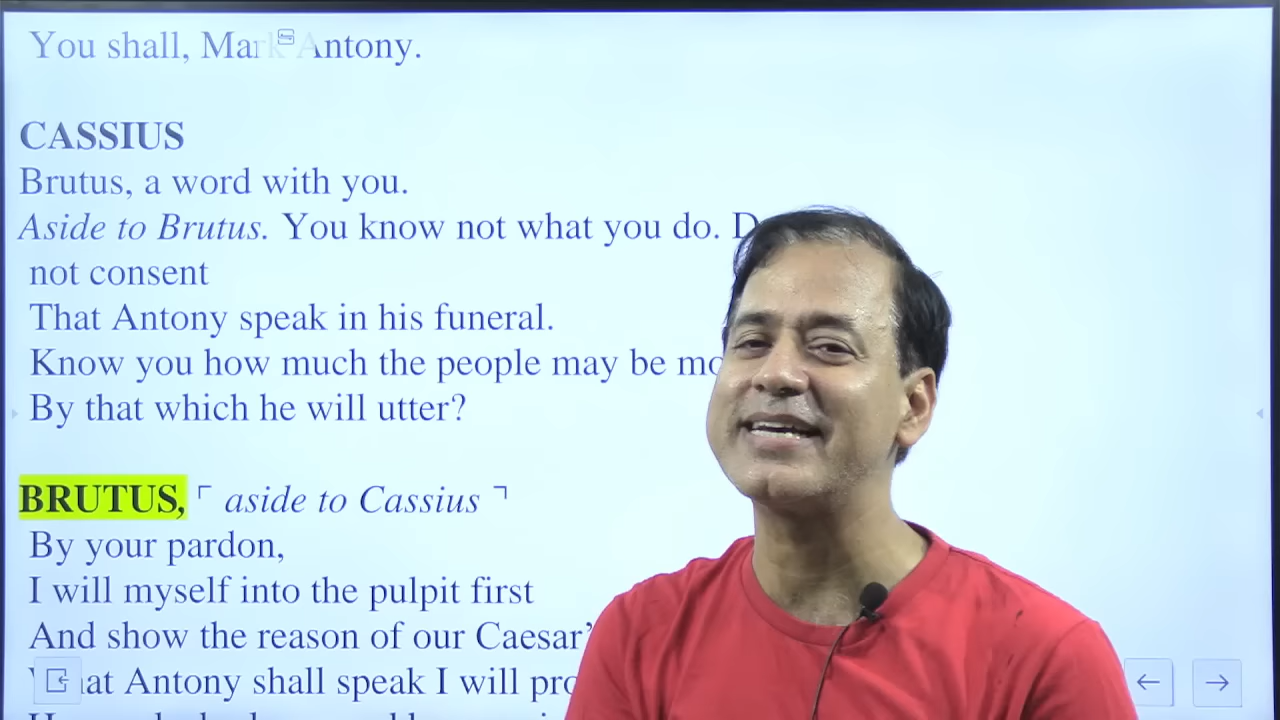 You shall, Mark Antony.
CASSIUS
Brutus, a word with you.
Aside to Brutus. You know not what you do.
not consent
That Antony speak in his funeral.
Know you how much the people may be
By that which he will utter?
BRUTUS, ⌜ aside to Cassius ⌝
By your pardon,
I will myself into the pulpit first
And show the reason of our Caesar'
Antony shall speak I will